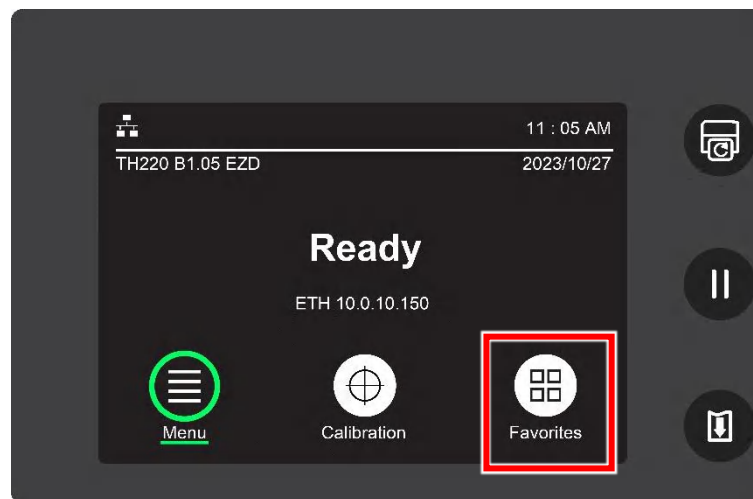 11 : 05 AM
TH220 B1.05 EZD
2023/10/27
Ready
ETH 10.0.10.150
Menu
Calibration
Favorites